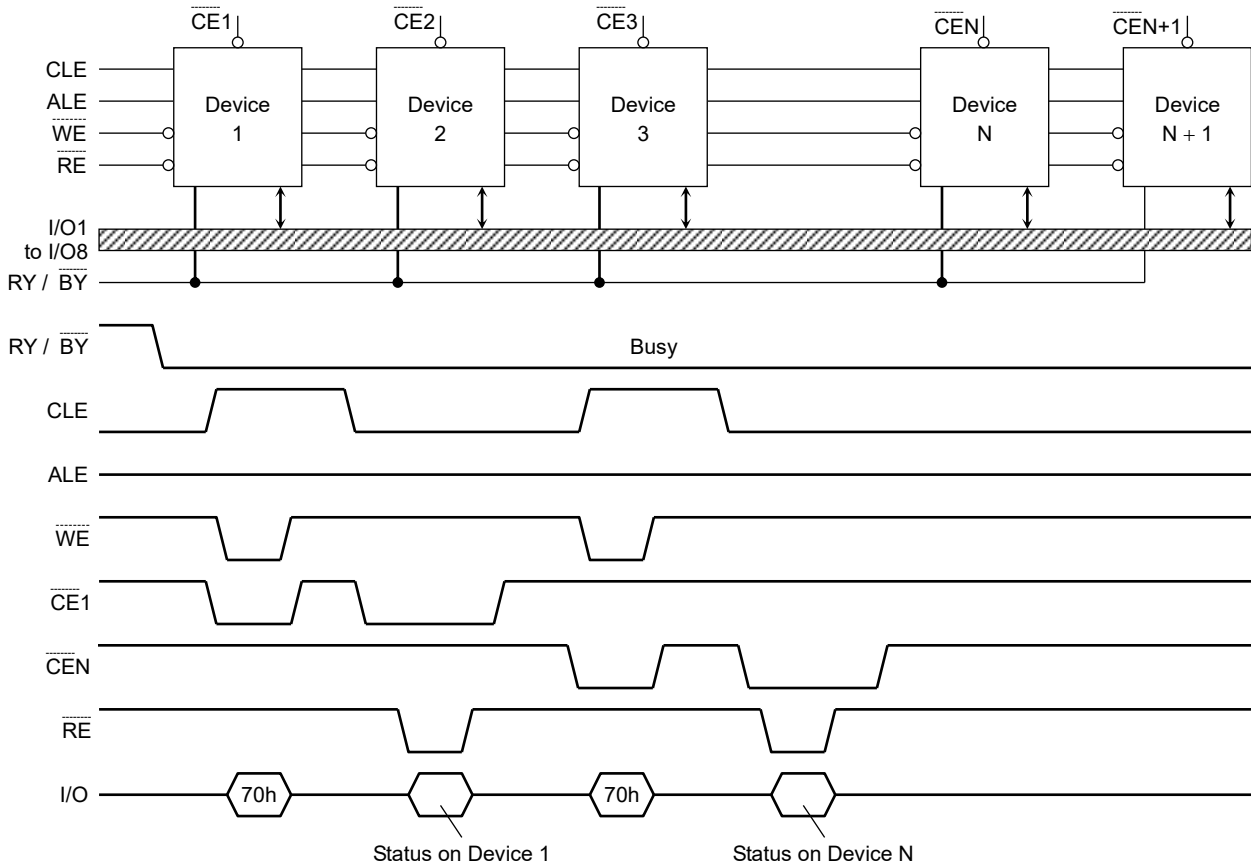 CE1 CE2 CE3 CEN CEN+1
CLE
ALE
WE
RE
Device 1
Device 2
Device 3
Device N
Device N + 1
I/O1
to I/O8
RY / BY
RY / BY
Busy
CLE
ALE
WE
CE1
CEN
RE
I/O
70h
70h
Status on Device 1
Status on Device N